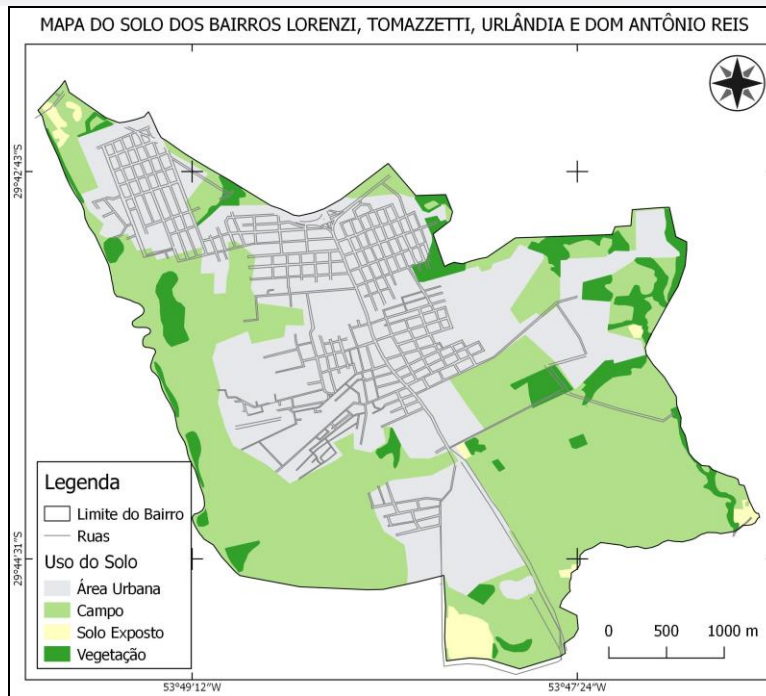 MAPA DO SOLO DOS BAIRROS LORENZI, TOMAZZETTI, URLÂNDIA E DOM ANTÔNIO REIS
29°42'43"S
29°44'31"S
Legenda
Limite do Bairro
Ruas
Uso do Solo
Área Urbana
Campo
Solo Exposto
Vegetação
0 500 1000 m
53°49'12"W 53°47'24"W